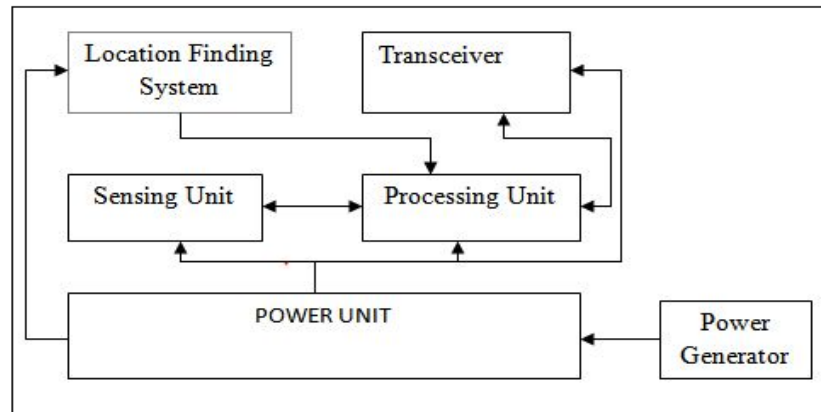 Location Finding
System
Transceiver
Sensing Unit
Processing Unit
POWER UNIT
Power
Generator